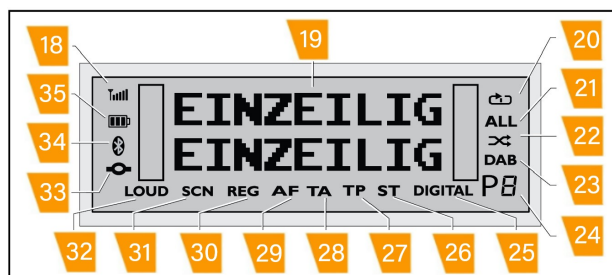 18 19 20
35 EINZEILIG ALL 21
34 EINZEILIG 22
33 DAB 23
LOUD SCN REG AF TA TP ST DIGITAL P8 24
32 31 30 29 28 27 26 25